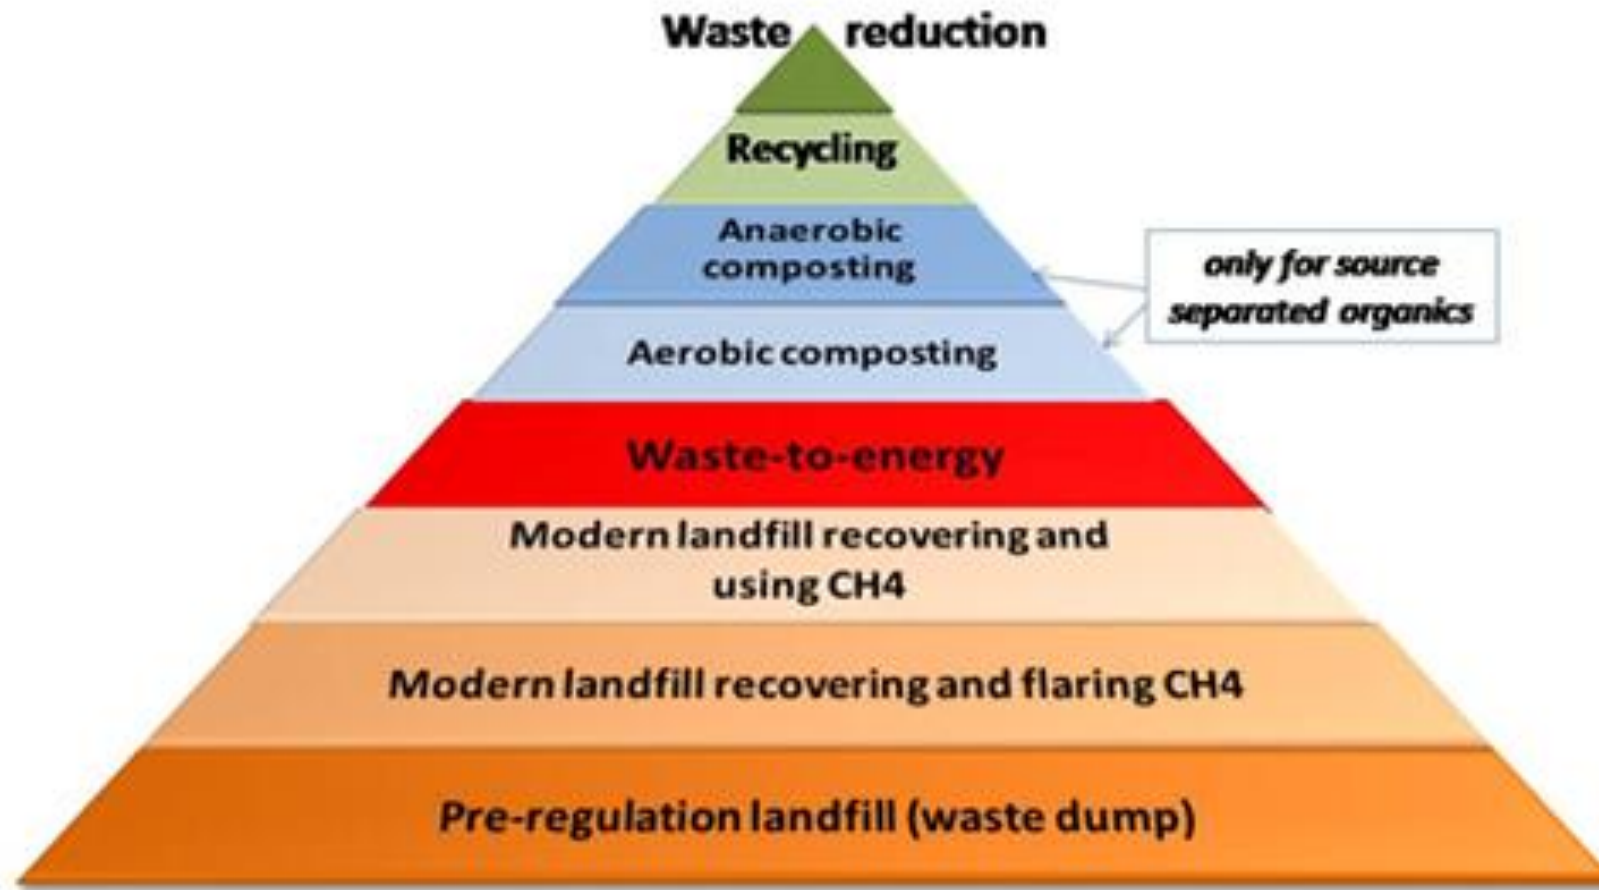 Waste reduction
Recycling
Anaerobic
composting
only for source
separated organics
Aerobic composting
Waste-to-energy
Modern landfill recovering and
using CH4
Modern landfill recovering and flaring CH4
Pre-regulation landfill (waste dump)